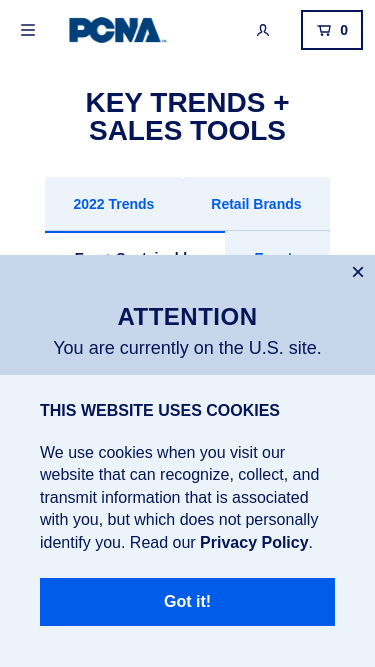 PCNA
0
KEY TRENDS +
SALES TOOLS
2022 Trends
Retail Brands
ATTENTION
You are currently on the U.S. site.
THIS WEBSITE USES COOKIES
We use cookies when you visit our
website that can recognize, collect, and
transmit information that is associated
with you, but which does not personally
identify you. Read our Privacy Policy.
Got it!